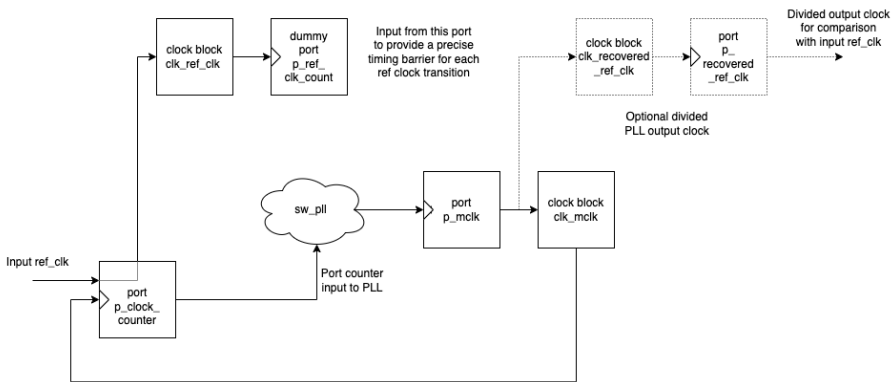 clock block
clk_ref_clk
dummy
port
p_ref_
clk_count
Input from this port
to provide a precise
timing barrier for each
ref clock transition
clock block
clk_recovered
_ref_clk
port
p_
recovered
_ref_clk
Divided output clock
for comparison
with input ref_clk
Optional divided
PLL output clock
sw_pll
port
p_mclk
clock block
clk_mclk
Input ref_clk
port
p_clock_
counter
Port counter
input to PLL